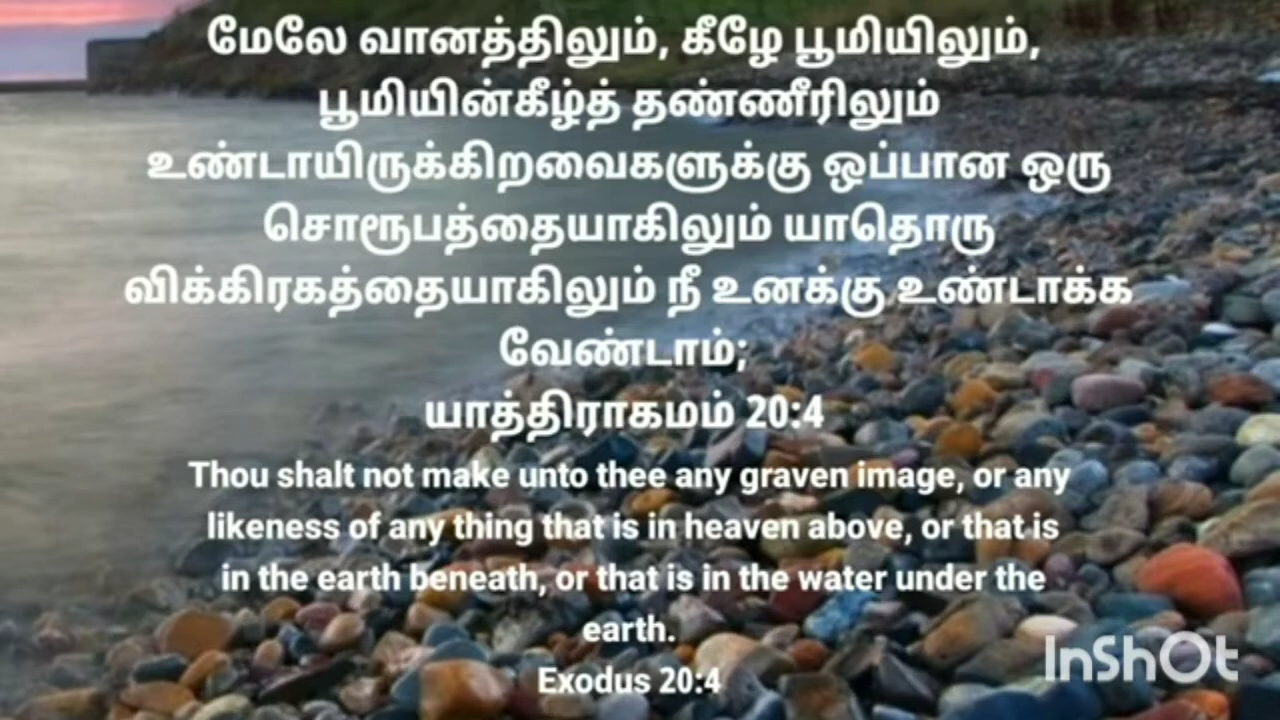 மேலே வானத்திலும், கீழே பூமியிலும்,
பூமியின்கீழ்த் தண்ணீரிலும்
உண்டாயிருக்கிறவைகளுக்கு ஒப்பான ஒரு
சொரூபத்தையாகிலும் யாதொரு
விக்கிரகத்தையாகிலும் நீ உனக்கு உண்டாக்க
வேண்டாம்;
யாத்திராகமம் 20:4
Thou shalt not make unto thee any graven image, or any
likeness of any thing that is in heaven above, or that is
in the earth beneath, or that is in the water under the
earth.
Exodus 20:4
InShOt